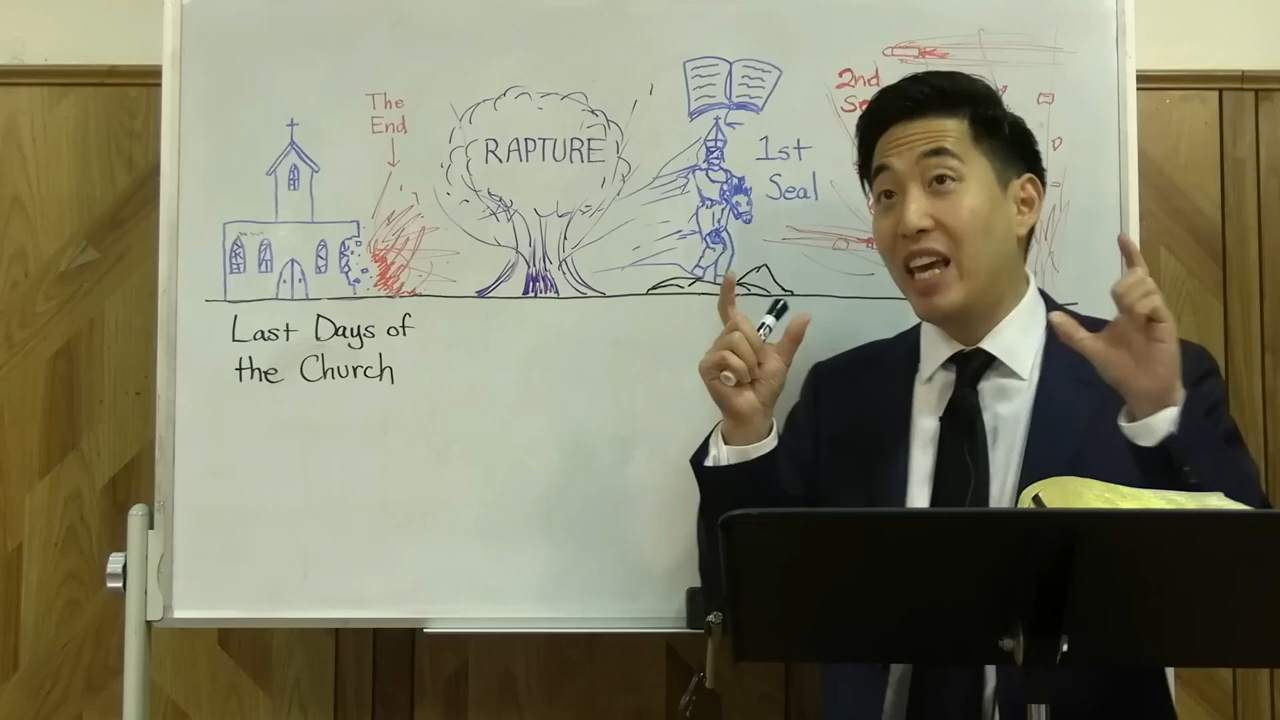 The
End
RAPTURE
1st
Seal
2nd
Last Days of
the Church